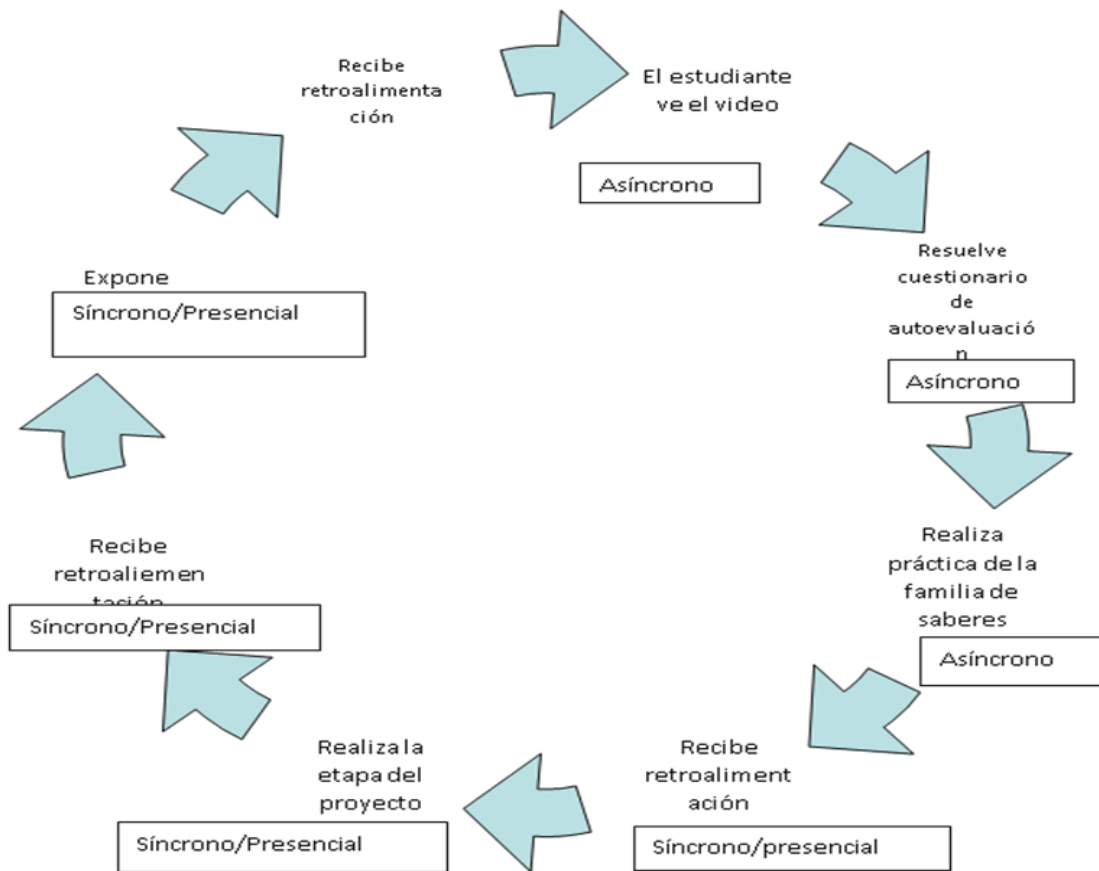 El estudiante
ve el video
Asíncrono
Resuelve
cuestionario
de
autoevaluació
n
Asíncrono
Realiza
práctica de la
familia de
saberes
Asíncrono
Recibe
retroaliment
ación
Síncrono/presencial
Realiza la
etapa del
proyecto
Síncrono/Presencial
Recibe
retroaliemen
tación
Síncrono/Presencial
Expone
Síncrono/Presencial
Recibe
retroalimenta
ción